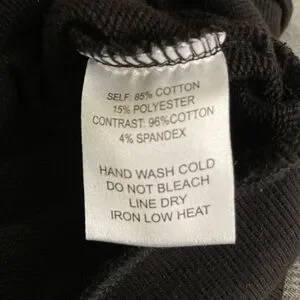 SELF: 85% COTTON
15% POLYESTER
CONTRAST: 96%COTTON
4% SPANDEX
HAND WASH COLD
DO NOT BLEACH
LINE DRY
IRON LOW HEAT